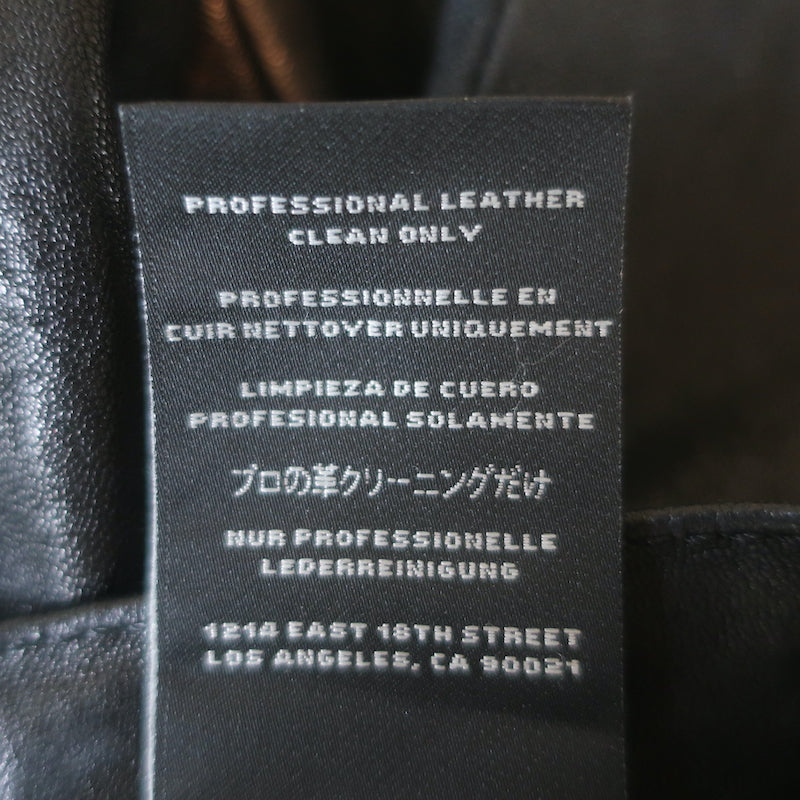 PROFESSIONAL LEATHER
CLEAN ONLY
PROFESSIONNELLE EN
CUIR NETTOYER UNIQUEMENT
LIMPIEZA DE CUERO
PROFESIONAL SOLAMENTE
プロの革クリーニングだけ
NUR PROFESSIONELLE
LEDERREINIGUNG
1214 EAST 18TH STREET
LOS ANGELES, CA 90021